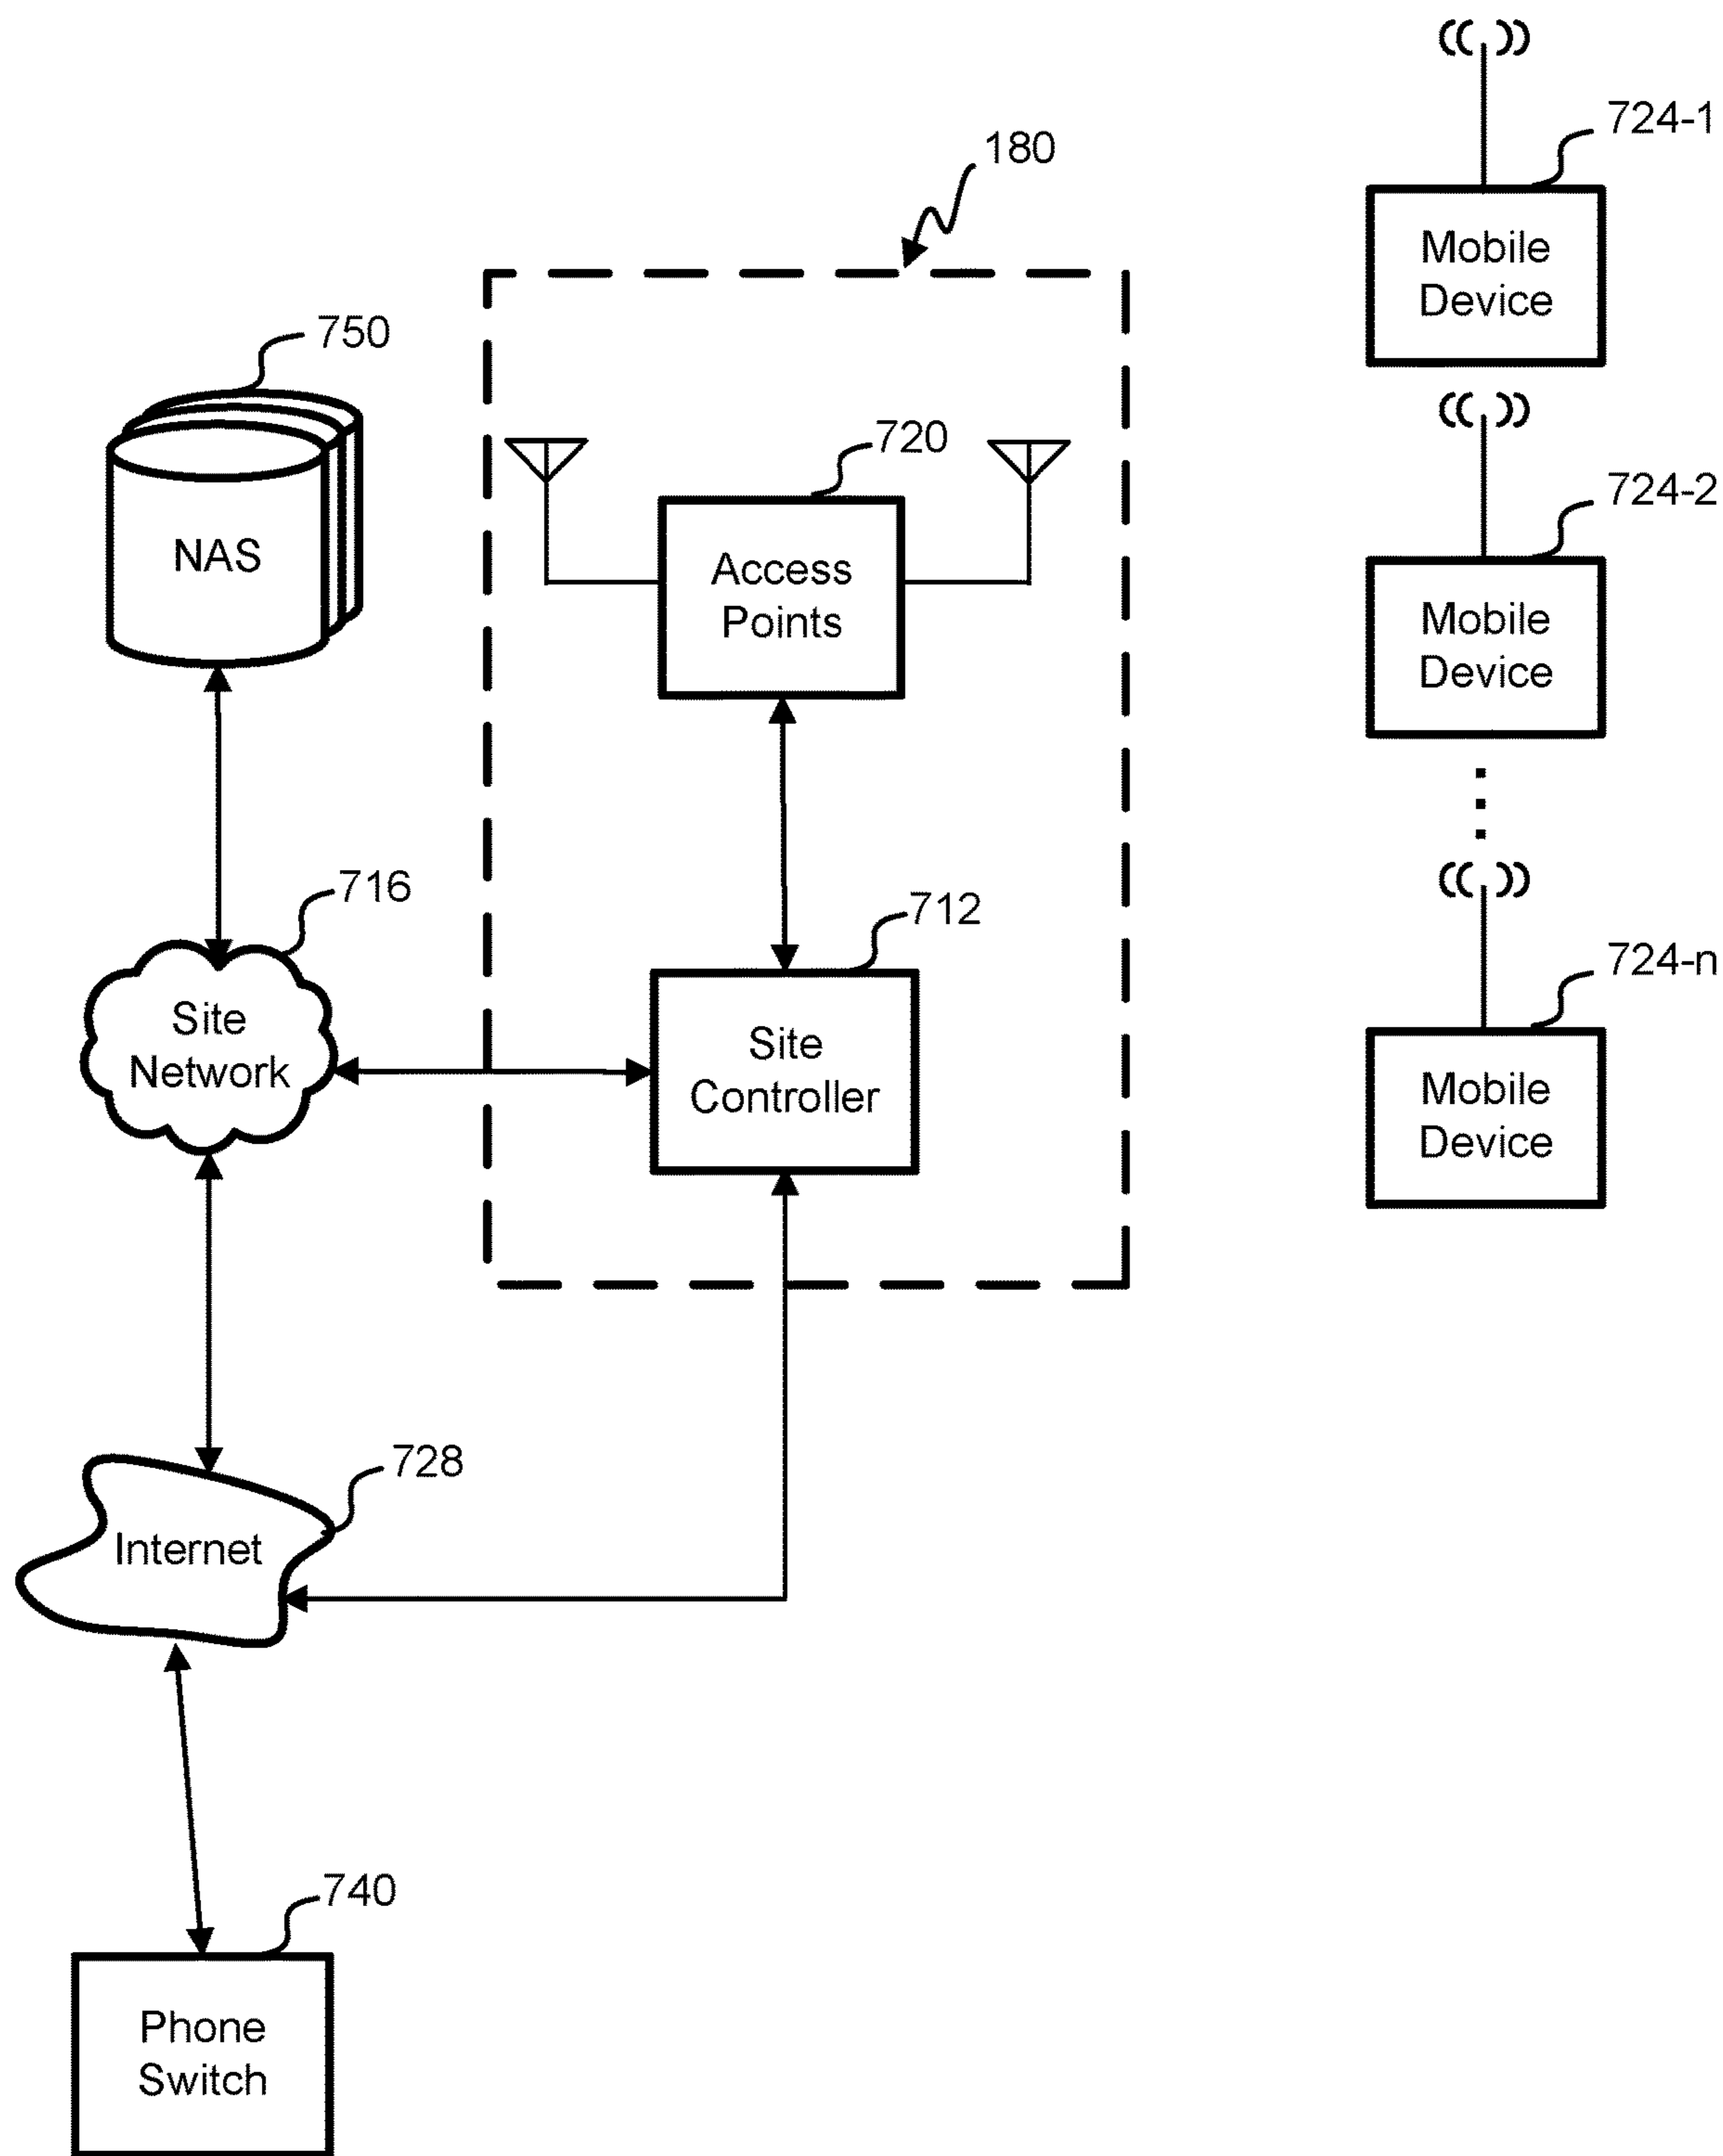 724-1
180
Mobile
Device
750
720
724-2
NAS
Access
Points
Mobile
Device
716
712
724-n
Site
Network
Site
Controller
Mobile
Device
728
Internet
740
Phone
Switch